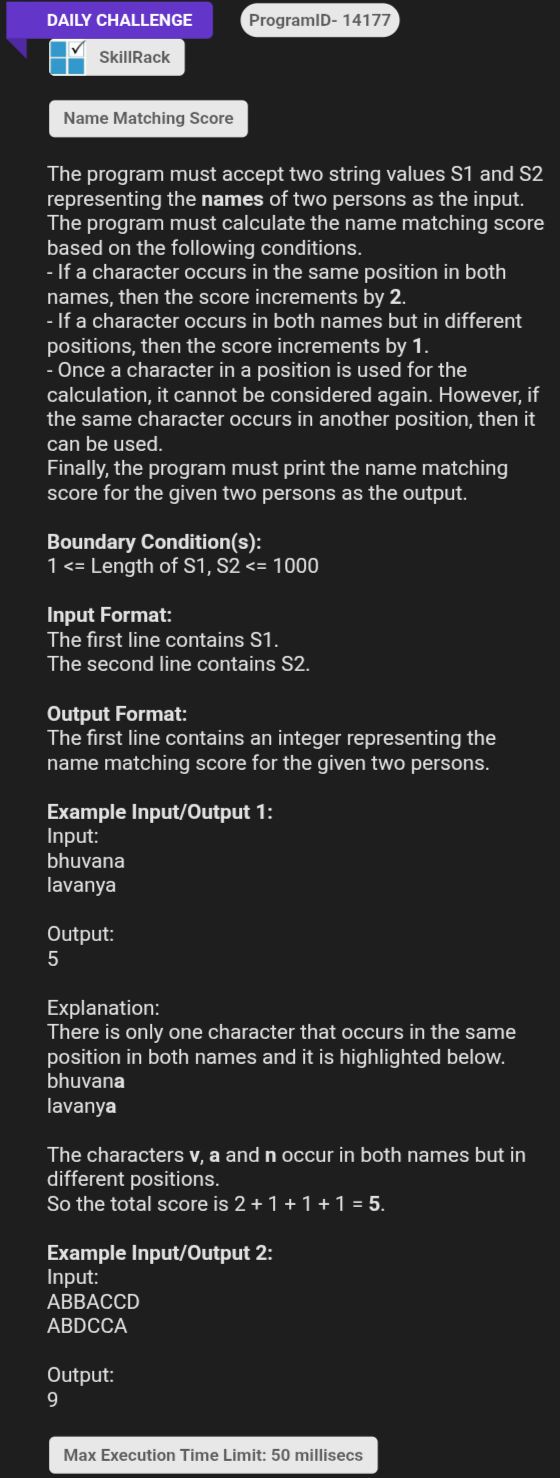 DAILY CHALLENGE
ProgramID- 14177
SkillRack
Name Matching Score
The program must accept two string values S1 and S2
representing the names of two persons as the input.
The program must calculate the name matching score
based on the following conditions.
- If a character occurs in the same position in both
names, then the score increments by 2.
- If a character occurs in both names but in different
positions, then the score increments by 1.
- Once a character in a position is used for the
calculation, it cannot be considered again. However, if
the same character occurs in another position, then it
can be used.
Finally, the program must print the name matching
score for the given two persons as the output.
Boundary Condition(s):
1 <= Length of S1, S2 <= 1000
Input Format:
The first line contains S1.
The second line contains S2.
Output Format:
The first line contains an integer representing the
name matching score for the given two persons.
Example Input/Output 1:
Input:
bhuvana
lavanya
Output:
5
Explanation:
There is only one character that occurs in the same
position in both names and it is highlighted below.
bhuvana
lavanya
The characters v, a and n occur in both names but in
different positions.
So the total score is 2 + 1 + 1 + 1 = 5.
Example Input/Output 2:
Input:
ABBACCD
ABDCCA
Output:
9
Max Execution Time Limit: 50 millisecs